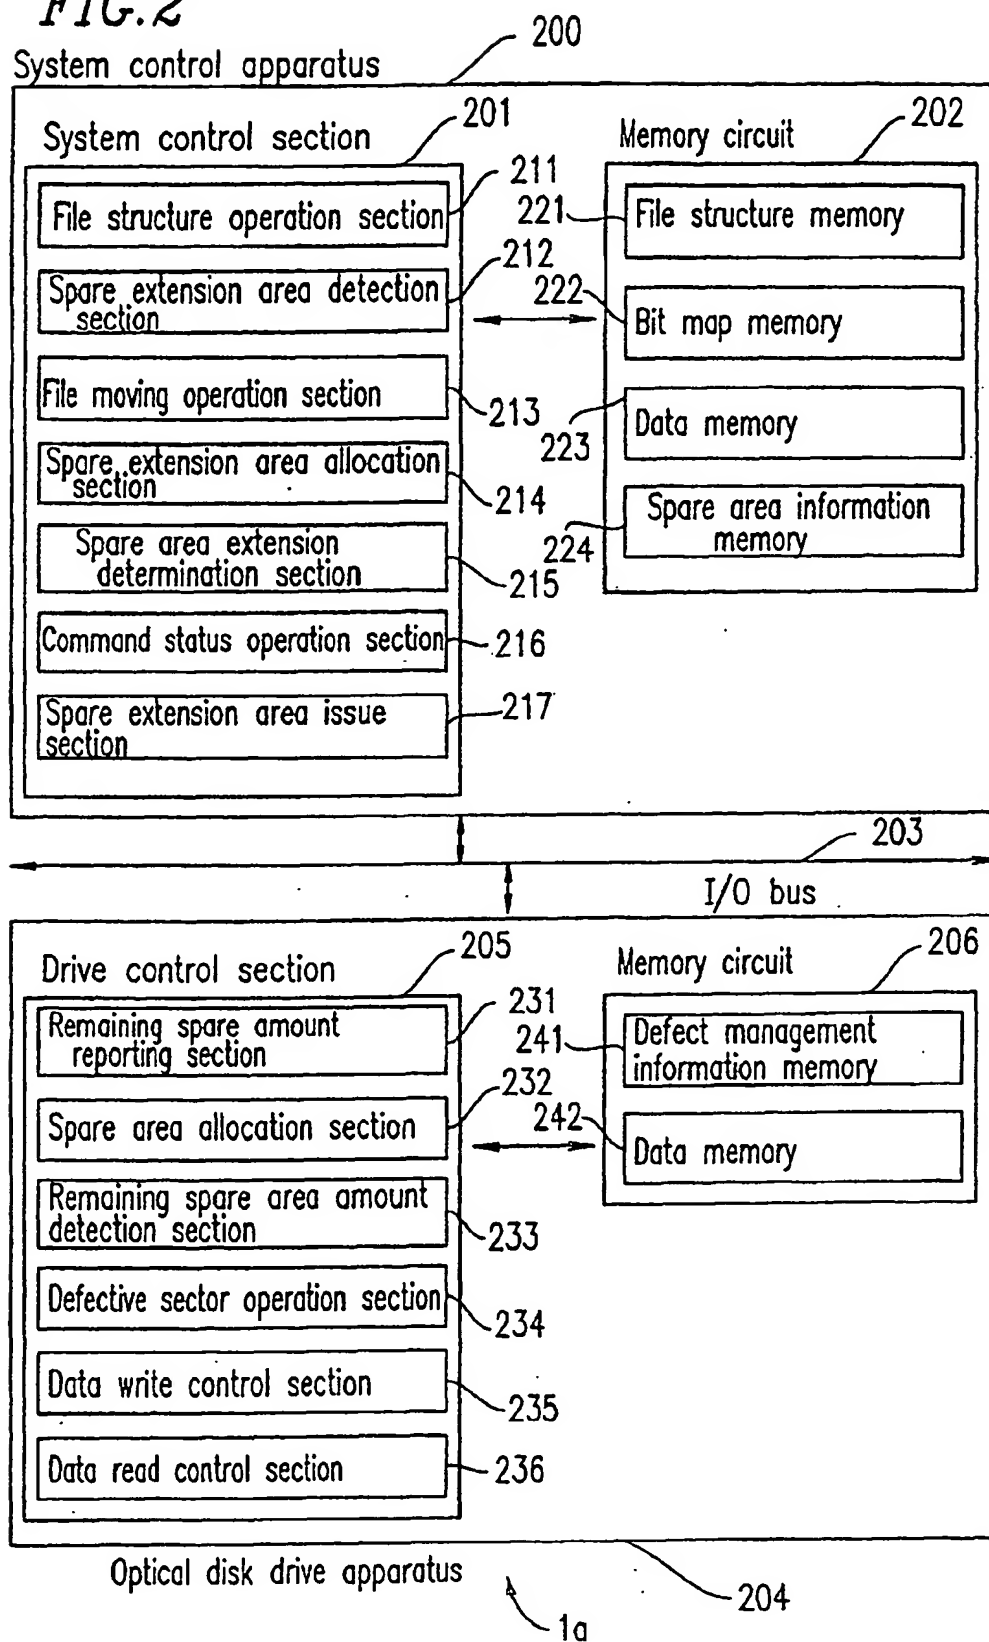 FIG.2
200
System control apparatus
System control section
201
Memory circuit
202
File structure operation section
211
221
File structure memory
Spare extension area detection
section
212
222
Bit map memory
File moving operation section
213
223
Data memory
Spare extension area allocation
section
214
224
Spare area information
memory
Spare area extension
determination section
215
Command status operation section
216
Spare extension area issue
section
217
203
I/O bus
Drive control section
205
Memory circuit
206
Remaining spare amount
reporting section
231
241
Defect management
information memory
Spare area allocation section
232
242
Data memory
Remaining spare area amount
detection section
233
Defective sector operation section
234
Data write control section
235
Data read control section
236
Optical disk drive apparatus
204
1a